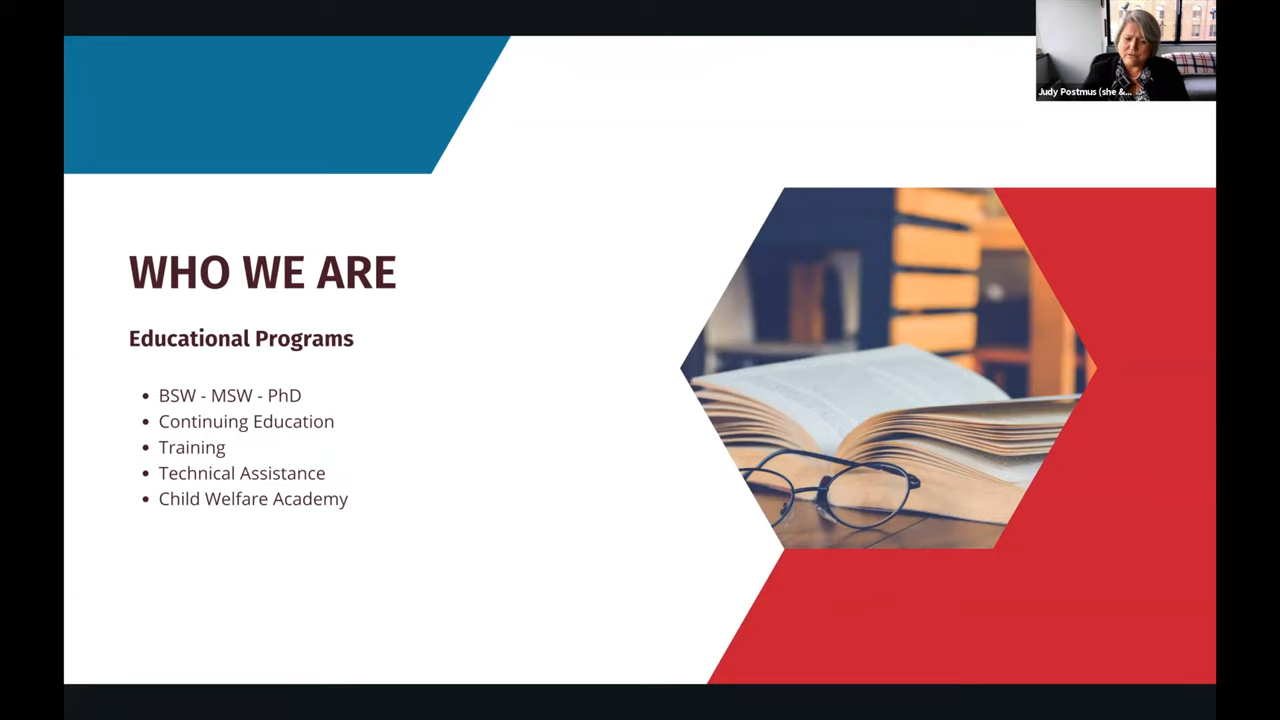 Judy Postmus (she &...
WHO WE ARE
Educational Programs
• BSW - MSW - PhD
• Continuing Education
• Training
• Technical Assistance
• Child Welfare Academy